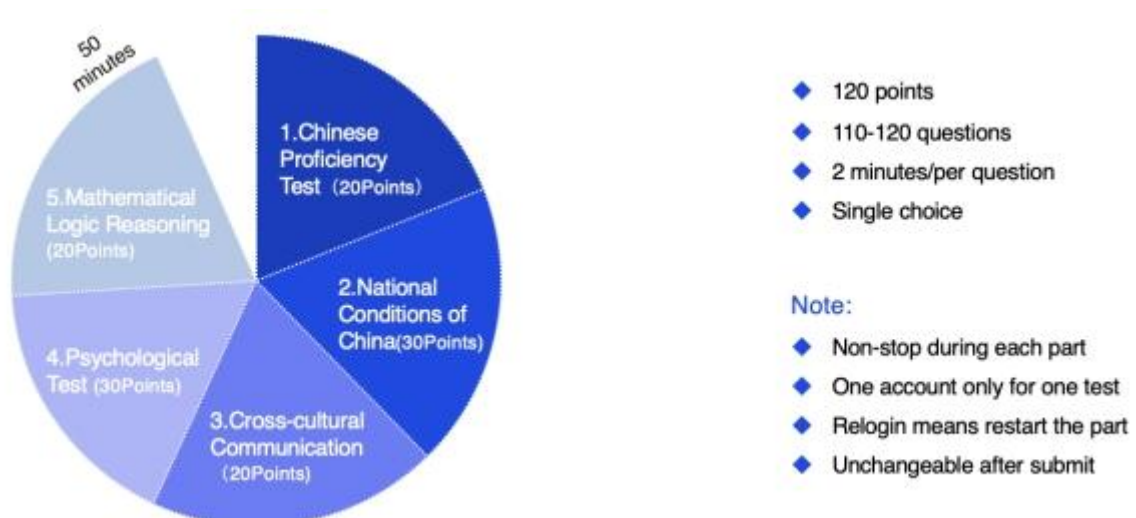 50
minutes
1.Chinese
Proficiency
Test（20Points）
2.National
Conditions of
China(30Points)
3.Cross-cultural
Communication
（20Points）
4.Psychological
Test (30Points)
5.Mathematical
Logic Reasoning
(20Points)
120 points
110-120 questions
2 minutes/per question
Single choice
Note:
Non-stop during each part
One account only for one test
Relogin means restart the part
Unchangeable after submit